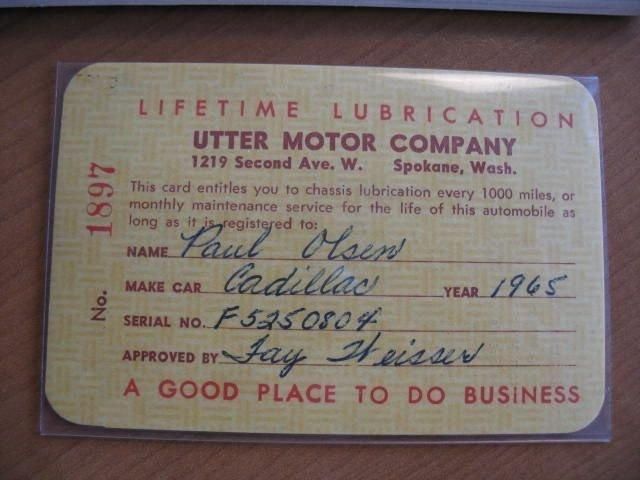 LIFETIME LUBRICATION
UTTER MOTOR COMPANY
1219 Second Ave. W. Spokane, Wash.
This card entitles you to chassis lubrication every 1000 miles, or
monthly maintenance service for the life of this automobile as
long as it is registered to:
NAME Paul Olsen
MAKE CAR Cadillac YEAR 1965
SERIAL NO. F5250804
APPROVED BY Fay Weisser
A GOOD PLACE TO DO BUSiNESS
No. 1897